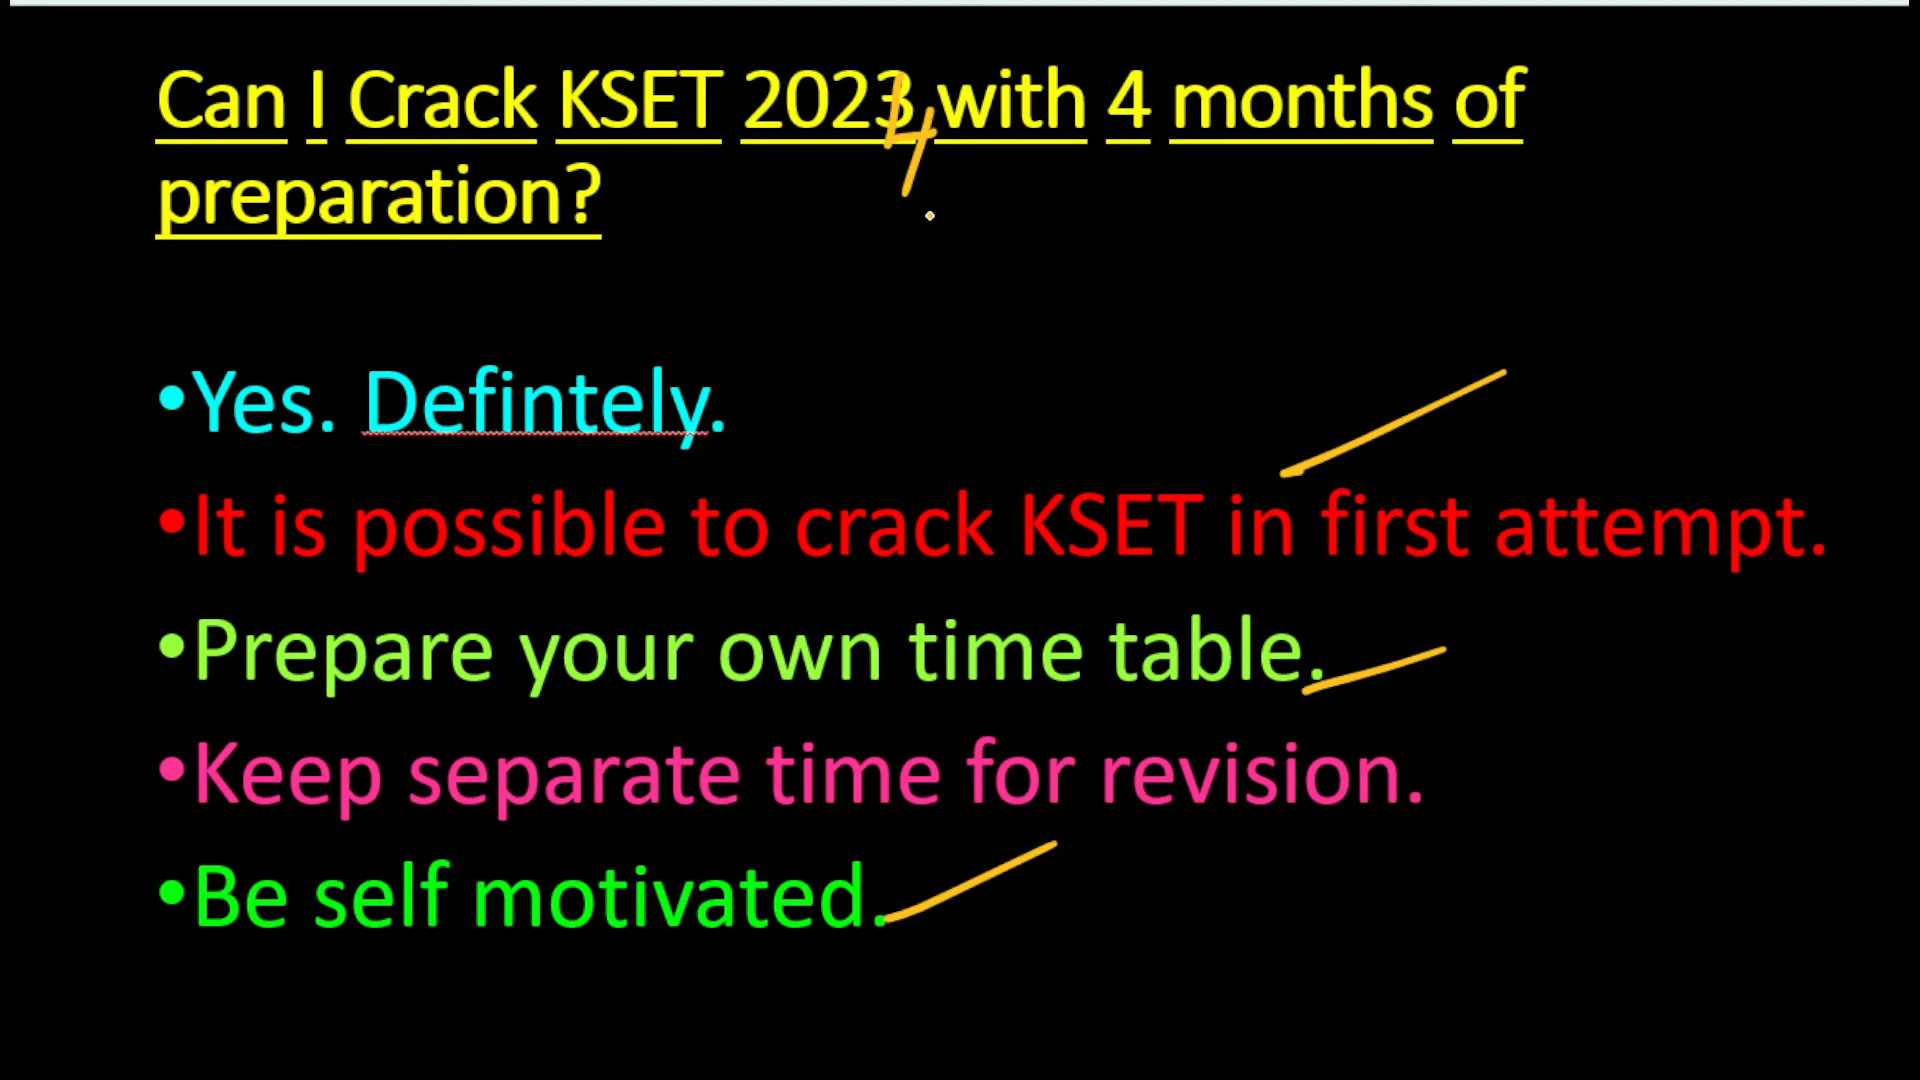 Can I Crack KSET 2023 with 4 months of
4
preparation?
•Yes. Defintely.
•It is possible to crack KSET in first attempt.
•Prepare your own time table.
•Keep separate time for revision.
•Be self motivated.